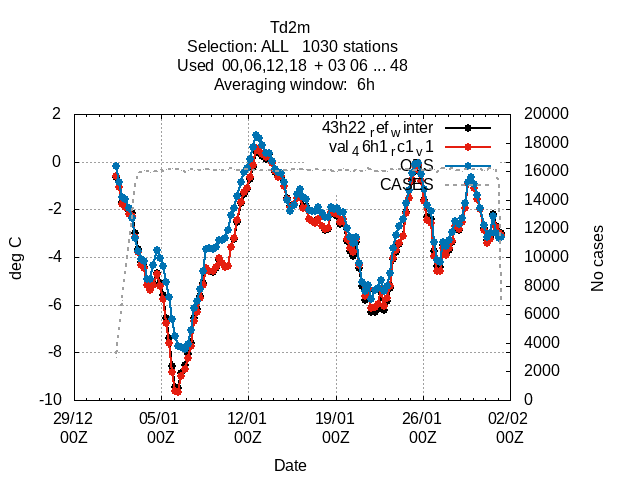 Td2m
Selection: ALL   1030 stations
Used  00,06,12,18  + 03 06 ... 48
Averaging window:  6h
2
0
-2
-4
-6
-8
-10
20000
18000
16000
14000
12000
10000
8000
6000
4000
2000
0
43h22 refwinter
val46h1rc1v1
OBS
CASES
deg C
No cases
29/12 05/01 12/01 19/01 26/01 02/02
00Z 00Z 00Z 00Z 00Z 00Z
Date